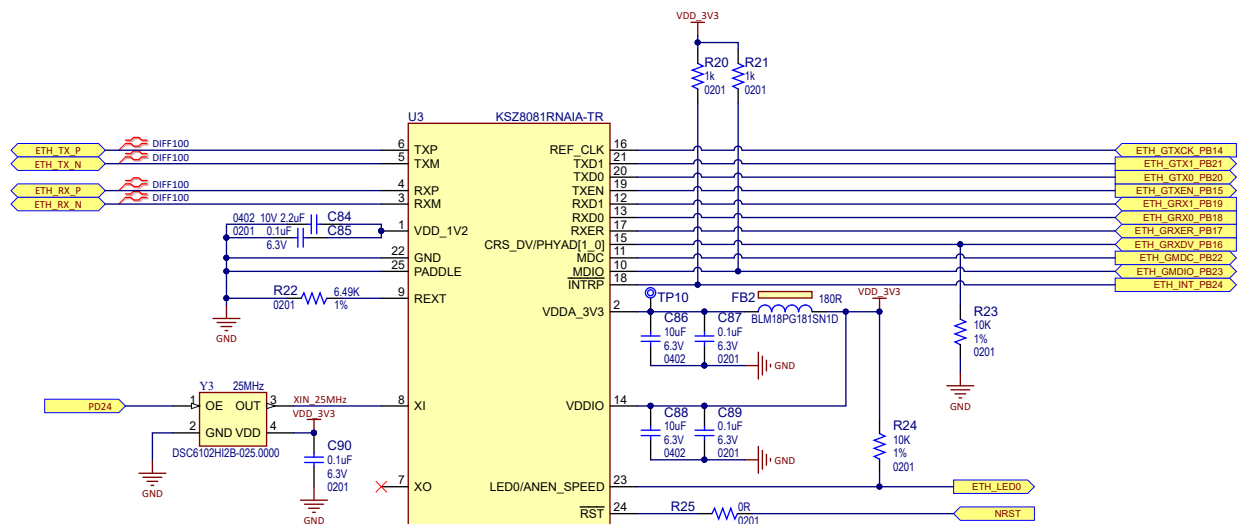 VDD_3V3
R20
1k
0201
R21
1k
0201
U3
KSZ8081RNAIA-TR
ETH_TX_P
DIFF100
6
TXP
REF_CLK
16
ETH_GTXCK_PB14
ETH_TX_N
DIFF100
5
TXM
TXD1
21
ETH_GTX1_PB21
TXD0
20
ETH_GTX0_PB20
ETH_RX_P
DIFF100
4
RXP
TXEN
19
ETH_GTXEN_PB15
ETH_RX_N
DIFF100
3
RXM
RXD1
12
ETH_GRX1_PB19
RXD0
13
ETH_GRX0_PB18
0402 10V 2.2uF
C84
0201 0.1uF
C85
6.3V
1
VDD_1V2
RXER
17
ETH_GRXER_PB17
CRS_DV/PHYAD[1_0]
15
ETH_GRXDV_PB16
22
GND
MDC
11
ETH_GMDC_PB22
25
PADDLE
MDIO
10
ETH_GMDIO_PB23
INTRP
18
ETH_INT_PB24
R22
0201
6.49K
1%
9
REXT
GND
VDDA_3V3
2
TP10
FB2
180R
BLM18PG181SN1D
VDD_3V3
C86
10uF
6.3V
0402
C87
0.1uF
6.3V
0201
GND
R23
10K
1%
0201
GND
PD24
Y3
25MHz
1
OE
OUT
3
XIN_25MHz
8
XI
2
GND
VDD
4
VDD_3V3
DSC6102HI2B-025.0000
GND
C90
0.1uF
6.3V
0201
GND
VDDIO
14
C88
10uF
6.3V
0402
C89
0.1uF
6.3V
0201
GND
R24
10K
1%
0201
7
XO
LED0/ANEN_SPEED
23
ETH_LED0
RST
24
R25
0R
0201
NRST